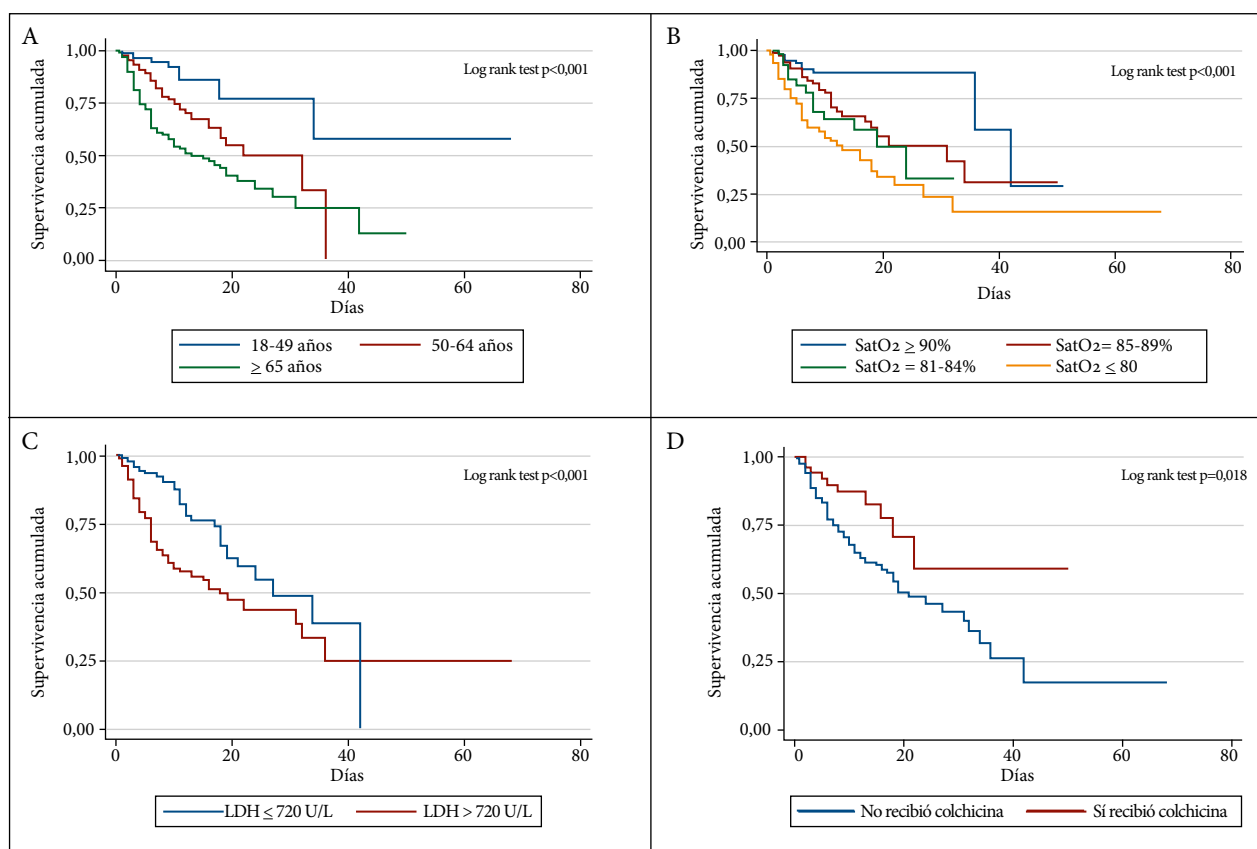 A
Log rank test p<0,001
Supervivencia acumulada
1,00
0,75
0,50
0,25
0,00
0 20 40 60 80
Días
18-49 años 50-64 años
≥ 65 años
B
Log rank test p<0,001
Supervivencia acumulada
1,00
0,75
0,50
0,25
0,00
0 20 40 60 80
Días
SatO2 ≥ 90% SatO2= 85-89%
SatO2 = 81-84% SatO2 ≤ 80
C
Log rank test p<0,001
Supervivencia acumulada
1,00
0,75
0,50
0,25
0,00
0 20 40 60 80
Días
LDH ≤ 720 U/L LDH > 720 U/L
D
Log rank test p=0,018
Supervivencia acumulada
1,00
0,75
0,50
0,25
0,00
0 20 40 60 80
Días
No recibió colchicina Sí recibió colchicina